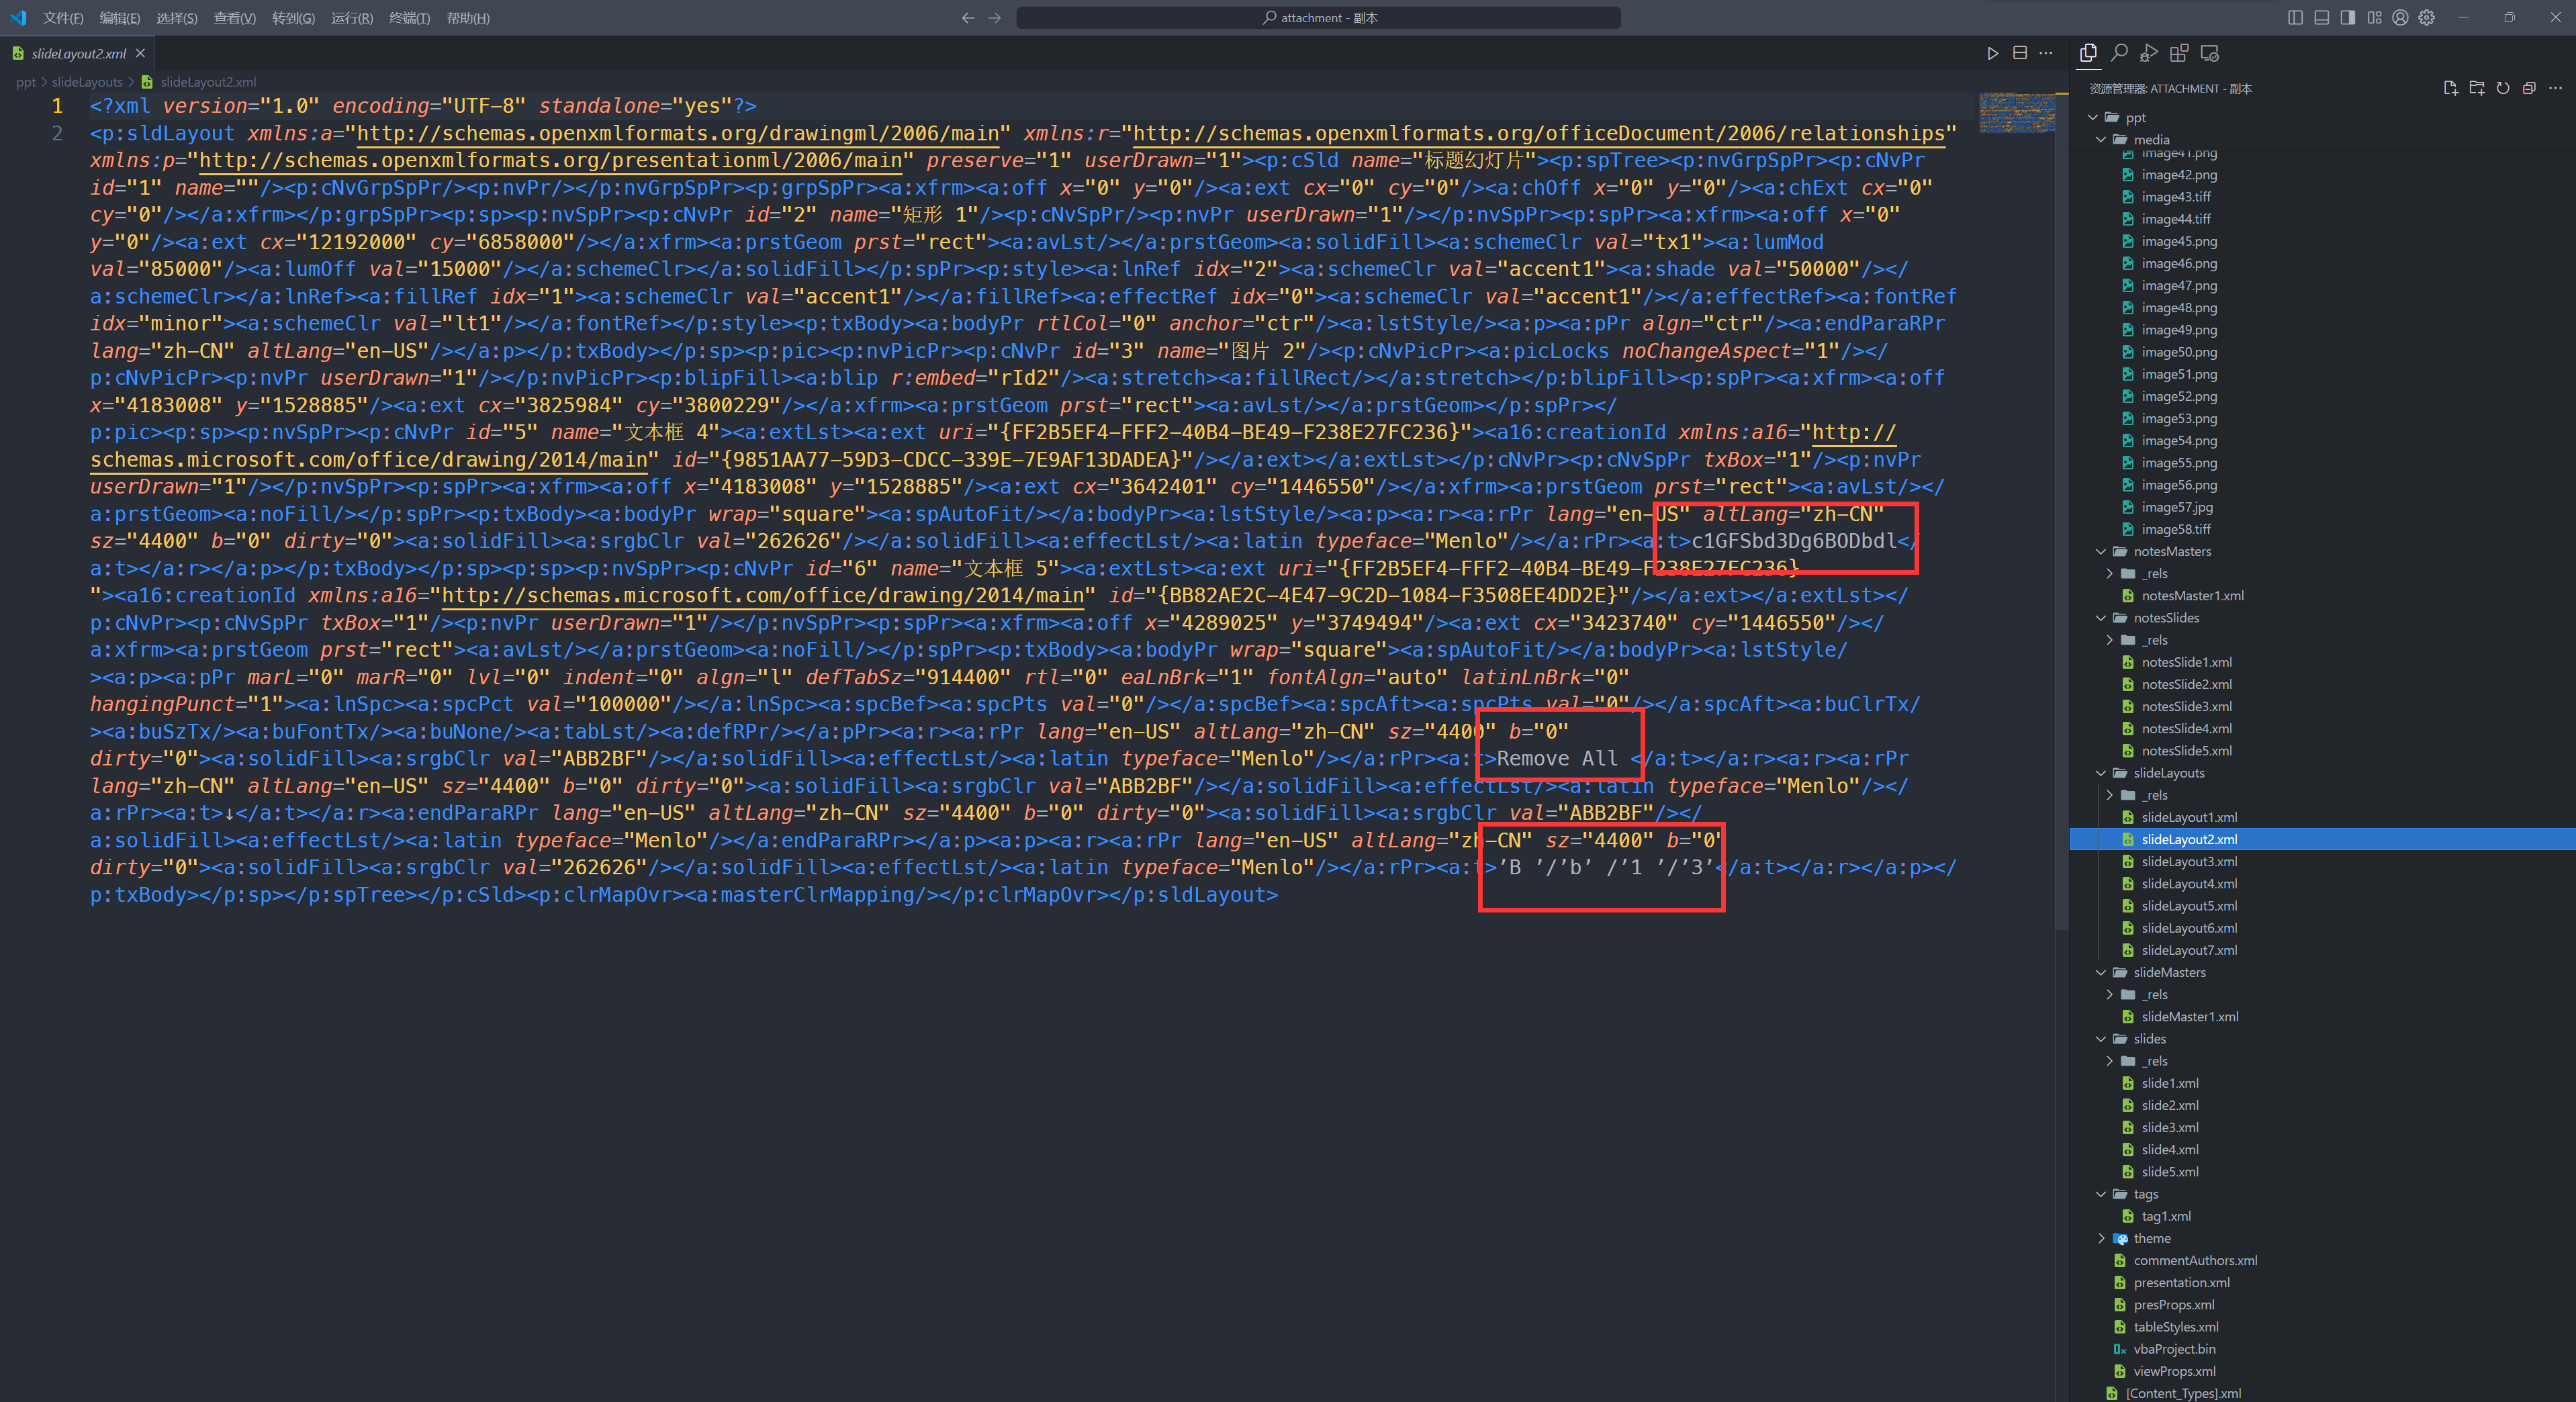 文件(F) 编辑(E) 选择(S) 查看(V) 转到(G) 运行(R) 终端(T) 帮助(H)
attachment - 副本
slideLayout2.xml
ppt > slideLayouts > slideLayout2.xml
1 <?xml version="1.0" encoding="UTF-8" standalone="yes"?>
2 <p:sldLayout xmlns:a="http://schemas.openxmlformats.org/drawingml/2006/main" xmlns:r="http://schemas.openxmlformats.org/officeDocument/2006/relationships"
xmlns:p="http://schemas.openxmlformats.org/presentationml/2006/main" preserve="1" userDrawn="1"><p:cSld name="标题幻灯片"><p:spTree><p:nvGrpSpPr><p:cNvPr
id="1" name=""/><p:cNvGrpSpPr/><p:nvPr/></p:nvGrpSpPr><p:grpSpPr><a:xfrm><a:off x="0" y="0"/><a:ext cx="0" cy="0"/><a:chOff x="0" y="0"/><a:chExt cx="0"
cy="0"/></a:xfrm></p:grpSpPr><p:sp><p:nvSpPr><p:cNvPr id="2" name="矩形 1"/><p:cNvSpPr/><p:nvPr userDrawn="1"/></p:nvSpPr><p:spPr><a:xfrm><a:off x="0"
y="0"/><a:ext cx="12192000" cy="6858000"/></a:xfrm><a:prstGeom prst="rect"><a:avLst/></a:prstGeom><a:solidFill><a:schemeClr val="tx1"><a:lumMod
val="85000"/><a:lumOff val="15000"/></a:schemeClr></a:solidFill></p:spPr><p:style><a:lnRef idx="2"><a:schemeClr val="accent1"><a:shade val="50000"/></
a:schemeClr></a:lnRef><a:fillRef idx="1"><a:schemeClr val="accent1"/></a:fillRef><a:effectRef idx="0"><a:schemeClr val="accent1"/></a:effectRef><a:fontRef
idx="minor"><a:schemeClr val="lt1"/></a:fontRef></p:style><p:txBody><a:bodyPr rtlCol="0" anchor="ctr"/><a:lstStyle/><a:p><a:pPr algn="ctr"/><a:endParaRPr
lang="zh-CN" altLang="en-US"/></a:p></p:txBody></p:sp><p:pic><p:nvPicPr><p:cNvPr id="3" name="图片 2"/><p:cNvPicPr><a:picLocks noChangeAspect="1"/></
p:cNvPicPr><p:nvPr userDrawn="1"/></p:nvPicPr><p:blipFill><a:blip r:embed="rId2"/><a:stretch><a:fillRect/></a:stretch></p:blipFill><p:spPr><a:xfrm><a:off
x="4183008" y="1528885"/><a:ext cx="3825984" cy="3800229"/></a:xfrm><a:prstGeom prst="rect"><a:avLst/></a:prstGeom></p:spPr></
p:pic><p:sp><p:nvSpPr><p:cNvPr id="5" name="文本框 4"><a:extLst><a:ext uri="{FF2B5EF4-FFF2-40B4-BE49-F238E27FC236}"><a16:creationId xmlns:a16="http://
schemas.microsoft.com/office/drawing/2014/main" id="{9851AA77-59D3-CDCC-339E-7E9AF13DADEA}"/></a:ext></a:extLst></p:cNvPr><p:cNvSpPr txBox="1"/><p:nvPr
userDrawn="1"/></p:nvSpPr><p:spPr><a:xfrm><a:off x="4183008" y="1528885"/><a:ext cx="3642401" cy="1446550"/></a:xfrm><a:prstGeom prst="rect"><a:avLst/></
a:prstGeom><a:noFill/></p:spPr><p:txBody><a:bodyPr wrap="square"><a:spAutoFit/></a:bodyPr><a:lstStyle/><a:p><a:r><a:rPr lang="en-US" altLang="zh-CN"
sz="4400" b="0" dirty="0"><a:solidFill><a:srgbClr val="262626"/></a:solidFill><a:effectLst/><a:latin typeface="Menlo"/></a:rPr><a:t>c1GFSbd3Dg6BODbdl</
a:t></a:r></a:p></p:txBody></p:sp><p:sp><p:nvSpPr><p:cNvPr id="6" name="文本框 5"><a:extLst><a:ext uri="{FF2B5EF4-FFF2-40B4-BE49-F238E27FC236}
"><a16:creationId xmlns:a16="http://schemas.microsoft.com/office/drawing/2014/main" id="{BB82AE2C-4E47-9C2D-1084-F3508EE4DD2E}"/></a:ext></a:extLst></
p:cNvPr><p:cNvSpPr txBox="1"/><p:nvPr userDrawn="1"/></p:nvSpPr><p:spPr><a:xfrm><a:off x="4289025" y="3749494"/><a:ext cx="3423740" cy="1446550"/></
a:xfrm><a:prstGeom prst="rect"><a:avLst/></a:prstGeom><a:noFill/></p:spPr><p:txBody><a:bodyPr wrap="square"><a:spAutoFit/></a:bodyPr><a:lstStyle/
><a:p><a:pPr marL="0" marR="0" lvl="0" indent="0" algn="l" defTabSz="914400" rtl="0" eaLnBrk="1" fontAlgn="auto" latinLnBrk="0"
hangingPunct="1"><a:lnSpc><a:spcPct val="100000"/></a:lnSpc><a:spcBef><a:spcPts val="0"/></a:spcBef><a:spcAft><a:spcPts val="0"/></a:spcAft><a:buClrTx/
><a:buSzTx/><a:buFontTx/><a:buNone/><a:tabLst/><a:defRPr/></a:pPr><a:r><a:rPr lang="en-US" altLang="zh-CN" sz="4400" b="0"
dirty="0"><a:solidFill><a:srgbClr val="ABB2BF"/></a:solidFill><a:effectLst/><a:latin typeface="Menlo"/></a:rPr><a:t>Remove All </a:t></a:r><a:r><a:rPr
lang="zh-CN" altLang="en-US" sz="4400" b="0" dirty="0"><a:solidFill><a:srgbClr val="ABB2BF"/></a:solidFill><a:effectLst/><a:latin typeface="Menlo"/></
a:rPr><a:t>↓</a:t></a:r><a:endParaRPr lang="en-US" altLang="zh-CN" sz="4400" b="0" dirty="0"><a:solidFill><a:srgbClr val="ABB2BF"/></
a:solidFill><a:effectLst/><a:latin typeface="Menlo"/></a:endParaRPr></a:p><a:p><a:r><a:rPr lang="en-US" altLang="zh-CN" sz="4400" b="0"
dirty="0"><a:solidFill><a:srgbClr val="262626"/></a:solidFill><a:effectLst/><a:latin typeface="Menlo"/></a:rPr><a:t>’B ’/’b’ /’1 ’/’3’</a:t></a:r></a:p></
p:txBody></p:sp></p:spTree></p:cSld><p:clrMapOvr><a:masterClrMapping/></p:clrMapOvr></p:sldLayout>
资源管理器: ATTACHMENT - 副本
ppt
media
image41.png
image42.png
image43.tiff
image44.tiff
image45.png
image46.png
image47.png
image48.png
image49.png
image50.png
image51.png
image52.png
image53.png
image54.png
image55.png
image56.png
image57.jpg
image58.tiff
notesMasters
_rels
notesMaster1.xml
notesSlides
_rels
notesSlide1.xml
notesSlide2.xml
notesSlide3.xml
notesSlide4.xml
notesSlide5.xml
slideLayouts
_rels
slideLayout1.xml
slideLayout2.xml
slideLayout3.xml
slideLayout4.xml
slideLayout5.xml
slideLayout6.xml
slideLayout7.xml
slideMasters
_rels
slideMaster1.xml
slides
_rels
slide1.xml
slide2.xml
slide3.xml
slide4.xml
slide5.xml
tags
tag1.xml
theme
commentAuthors.xml
presentation.xml
presProps.xml
tableStyles.xml
vbaProject.bin
viewProps.xml
[Content_Types].xml